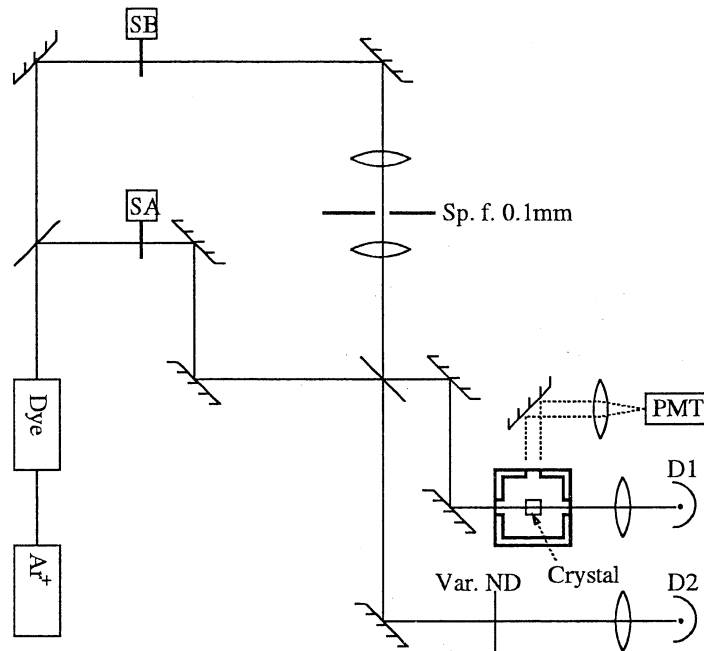 SB
SA
Sp. f. 0.1mm
Dye
PMT
D1
Ar+
Crystal
Var. ND
D2